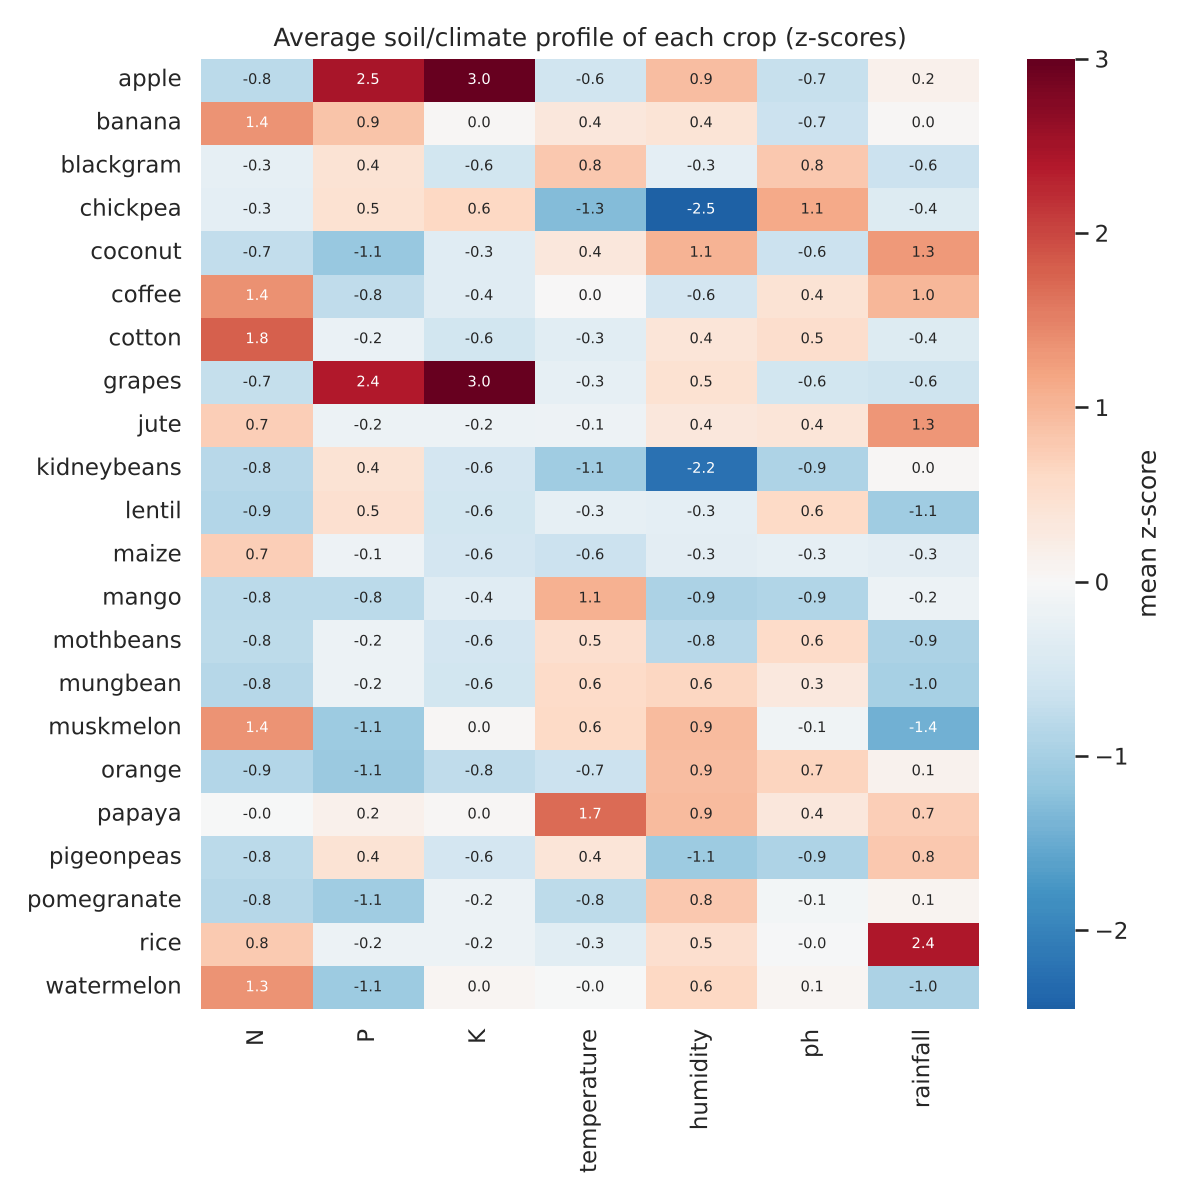 Average soil/climate profile of each crop (z-scores)
apple -0.8 2.5 3.0 -0.6 0.9 -0.7 0.2
banana 1.4 0.9 0.0 0.4 0.4 -0.7 0.0
blackgram -0.3 0.4 -0.6 0.8 -0.3 0.8 -0.6
chickpea -0.3 0.5 0.6 -1.3 -2.5 1.1 -0.4
coconut -0.7 -1.1 -0.3 0.4 1.1 -0.6 1.3
coffee 1.4 -0.8 -0.4 0.0 -0.6 0.4 1.0
cotton 1.8 -0.2 -0.6 -0.3 0.4 0.5 -0.4
grapes -0.7 2.4 3.0 -0.3 0.5 -0.6 -0.6
jute 0.7 -0.2 -0.2 -0.1 0.4 0.4 1.3
kidneybeans -0.8 0.4 -0.6 -1.1 -2.2 -0.9 0.0
lentil -0.9 0.5 -0.6 -0.3 -0.3 0.6 -1.1
maize 0.7 -0.1 -0.6 -0.6 -0.3 -0.3 -0.3
mango -0.8 -0.8 -0.4 1.1 -0.9 -0.9 -0.2
mothbeans -0.8 -0.2 -0.6 0.5 -0.8 0.6 -0.9
mungbean -0.8 -0.2 -0.6 0.6 0.6 0.3 -1.0
muskmelon 1.4 -1.1 0.0 0.6 0.9 -0.1 -1.4
orange -0.9 -1.1 -0.8 -0.7 0.9 0.7 0.1
papaya -0.0 0.2 0.0 1.7 0.9 0.4 0.7
pigeonpeas -0.8 0.4 -0.6 0.4 -1.1 -0.9 0.8
pomegranate -0.8 -1.1 -0.2 -0.8 0.8 -0.1 0.1
rice 0.8 -0.2 -0.2 -0.3 0.5 -0.0 2.4
watermelon 1.3 -1.1 0.0 -0.0 0.6 0.1 -1.0
N P K temperature humidity ph rainfall
3
2
1
0
−1
−2
mean z-score